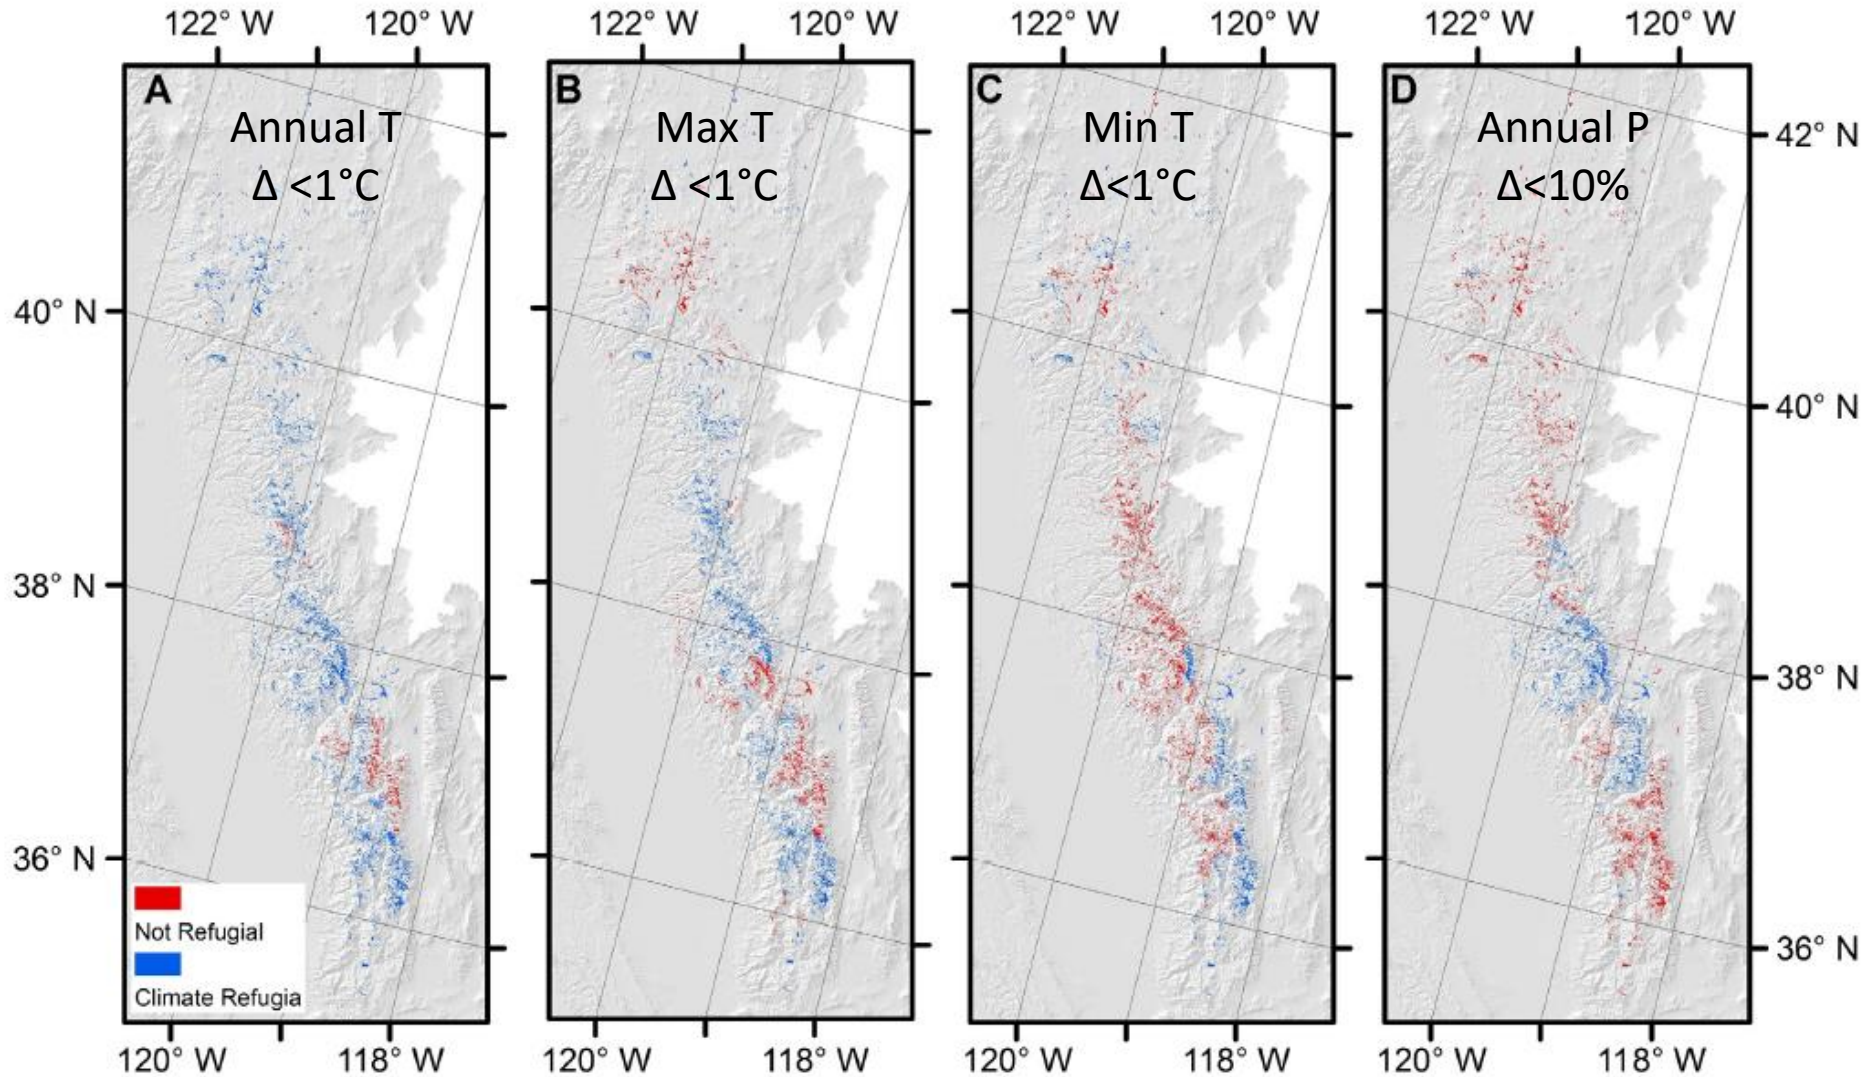 122° W 120° W 122° W 120° W 122° W 120° W 122° W 120° W
A B C D
Annual T Max T Min T Annual P
Δ <1°C Δ <1°C Δ<1°C Δ<10%
42° N
40° N
40° N
38° N
38° N
36° N
36° N
Not Refugial
Climate Refugia
120° W 118° W 120° W 118° W 120° W 118° W 120° W 118° W